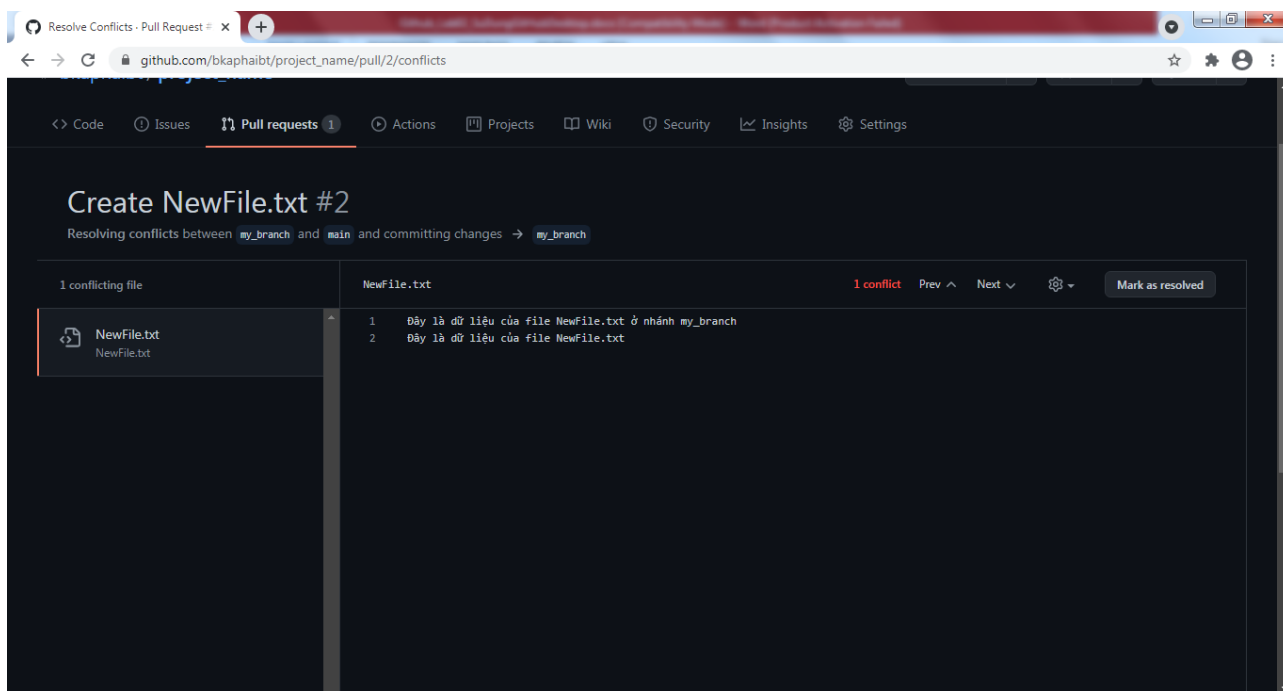 Resolve Conflicts · Pull Request #
github.com/bkaphaibt/project_name/pull/2/conflicts
Code Issues Pull requests 1 Actions Projects Wiki Security Insights Settings
Create NewFile.txt #2
Resolving conflicts between my_branch and main and committing changes → my_branch
1 conflicting file
NewFile.txt 1 conflict Prev Next Mark as resolved
NewFile.txt
NewFile.txt
1 Đây là dữ liệu của file NewFile.txt ở nhánh my_branch
2 Đây là dữ liệu của file NewFile.txt